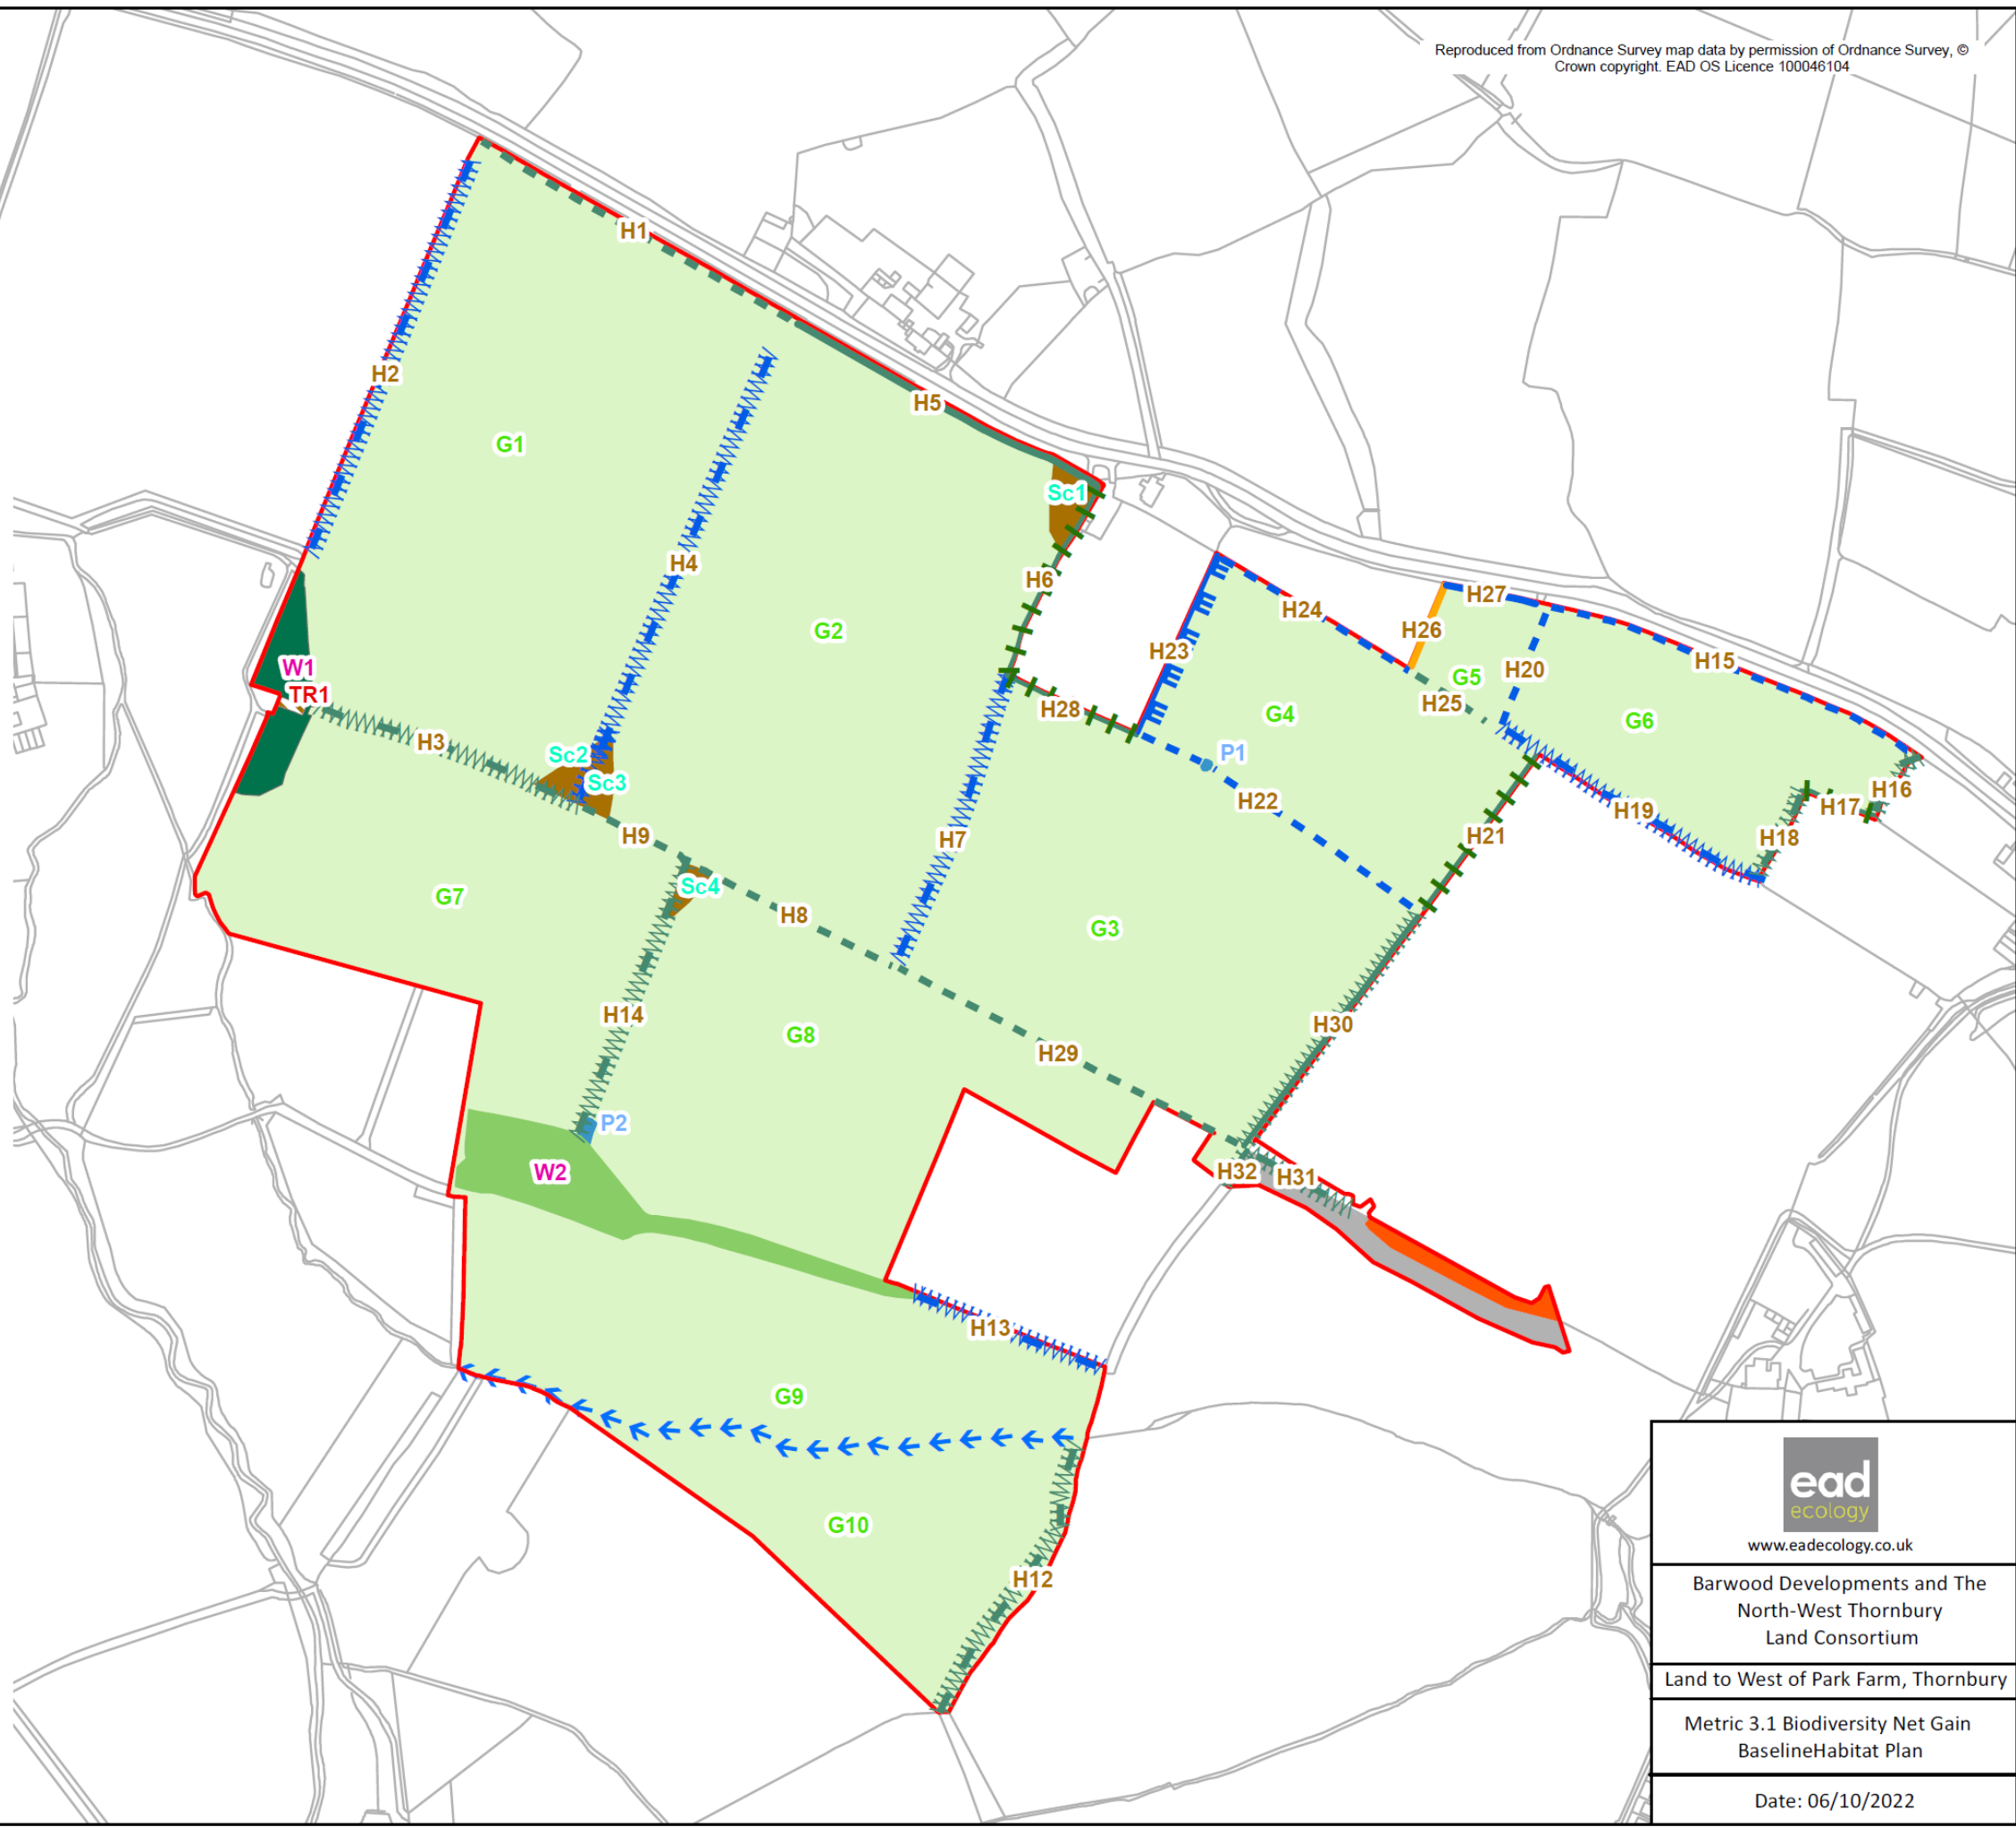 Reproduced from Ordnance Survey map data by permission of Ordnance Survey, ©
Crown copyright. EAD OS Licence 100046104
H1
H2
H5
G1
Sc1
H4
H6
H27
H24
G2
H26
H23
H15
W1
H20
G5
TR1
H25
H28
G4
G6
H3
Sc2
P1
Sc3
H16
H22
H17
H19
H9
H7
H21
H18
Sc4
G7
H8
G3
H14
H30
G8
H29
P2
W2
H32
H31
H13
G9
G10
H12
ead
ecology
www.eadecology.co.uk
Barwood Developments and The
North-West Thornbury
Land Consortium
Land to West of Park Farm, Thornbury
Metric 3.1 Biodiversity Net Gain
BaselineHabitat Plan
Date: 06/10/2022